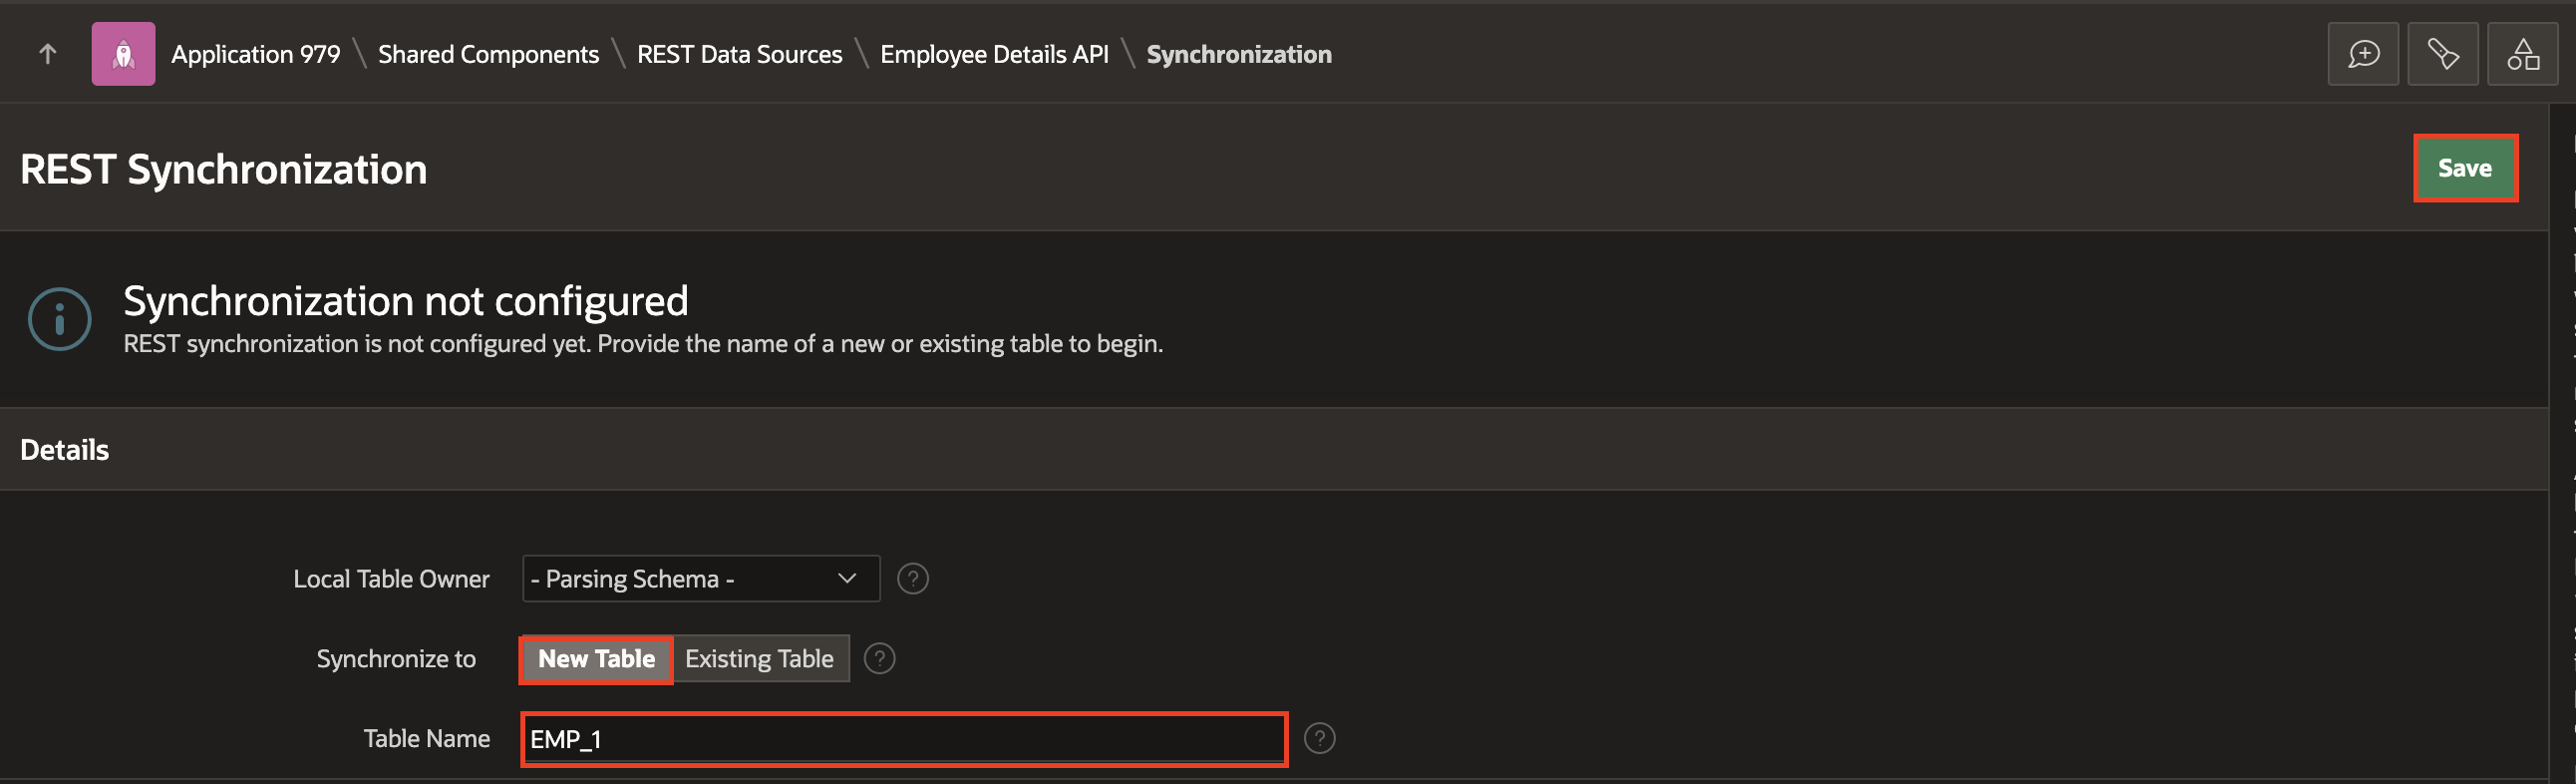 Application 979 \ Shared Components \ REST Data Sources \ Employee Details API \ Synchronization
REST Synchronization
Save
Synchronization not configured
REST synchronization is not configured yet. Provide the name of a new or existing table to begin.
Details
Local Table Owner - Parsing Schema -
Synchronize to New Table Existing Table
Table Name EMP_1